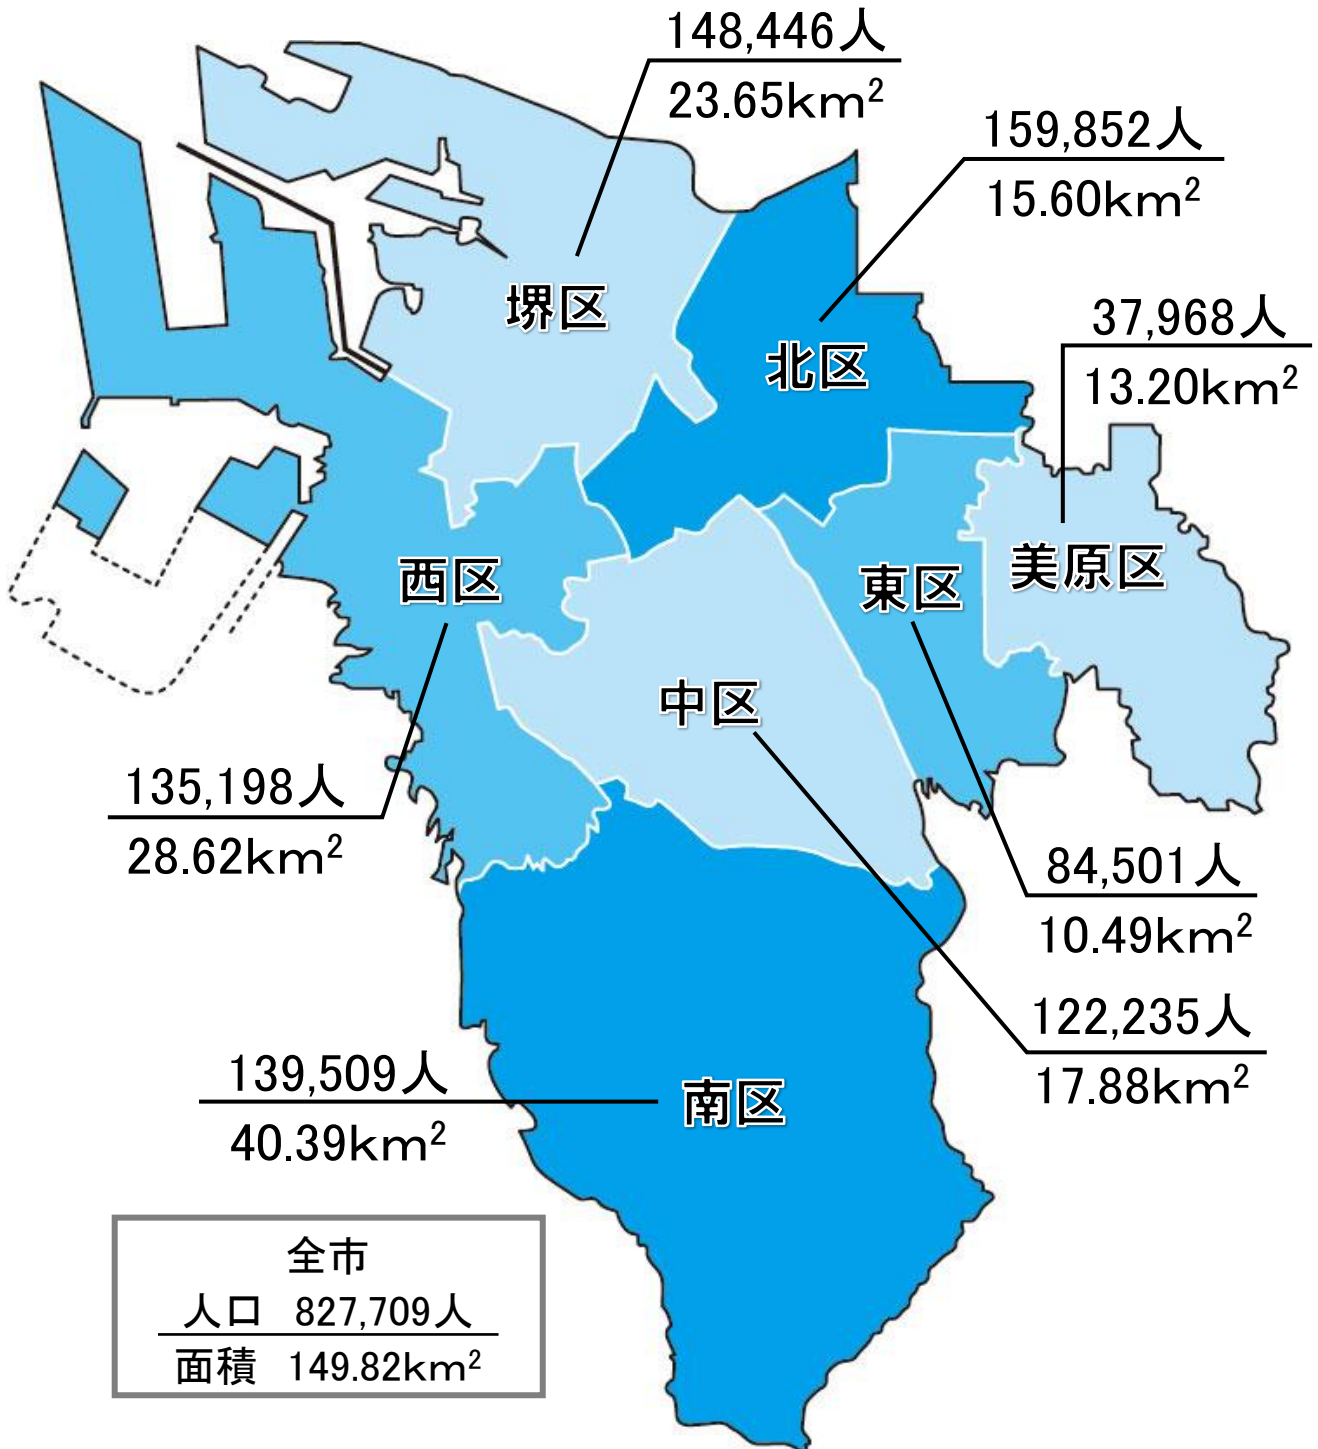 148,446人
23.65km²
159,852人
15.60km²
堺区
37,968人
13.20km²
北区
美原区
西区
東区
中区
135,198人
28.62km²
84,501人
10.49km²
122,235人
17.88km²
139,509人
40.39km²
南区
全市
人口 827,709人
面積 149.82km²